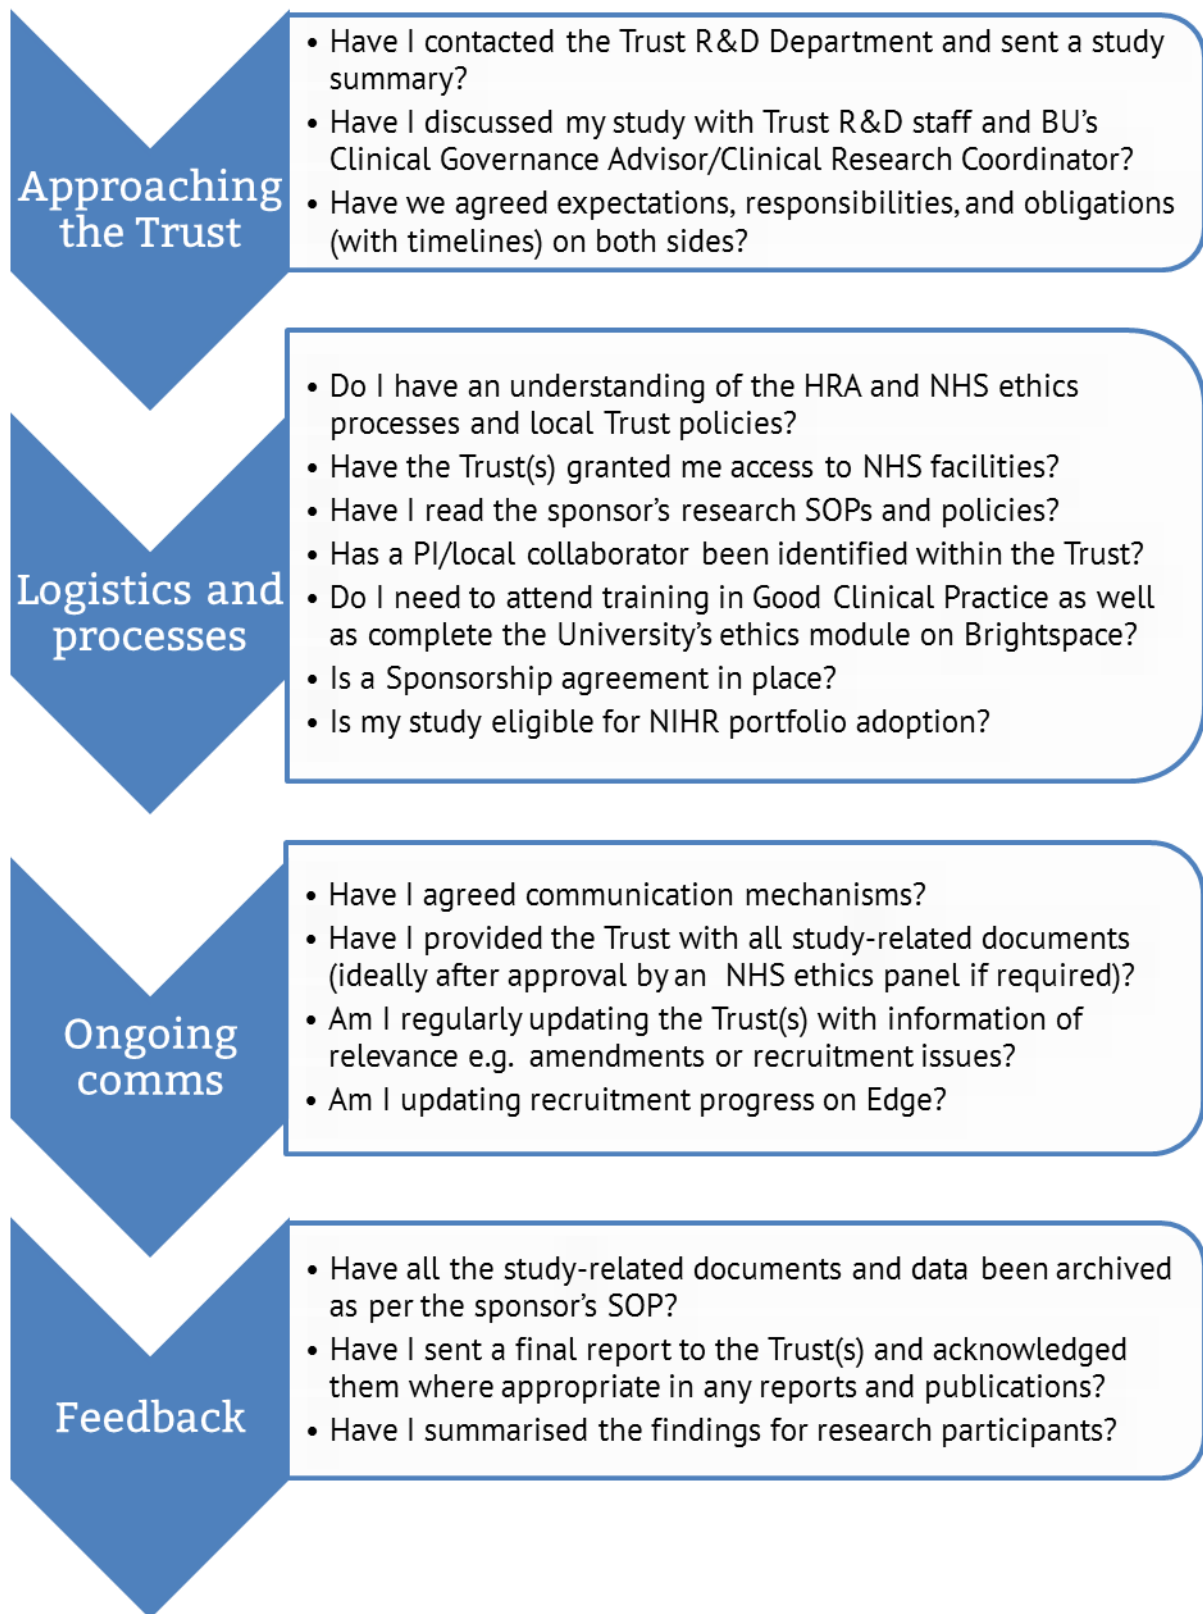 Approaching
the Trust
• Have I contacted the Trust R&D Department and sent a study
summary?
• Have I discussed my study with Trust R&D staff and BU's
Clinical Governance Advisor/Clinical Research Coordinator?
• Have we agreed expectations, responsibilities, and obligations
(with timelines) on both sides?
Logistics and
processes
• Do I have an understanding of the HRA and NHS ethics
processes and local Trust policies?
• Have the Trust(s) granted me access to NHS facilities?
• Have I read the sponsor's research SOPs and policies?
• Has a PI/local collaborator been identified within the Trust?
• Do I need to attend training in Good Clinical Practice as well
as complete the University's ethics module on Brightspace?
• Is a Sponsorship agreement in place?
• Is my study eligible for NIHR portfolio adoption?
Ongoing
comms
• Have I agreed communication mechanisms?
• Have I provided the Trust with all study-related documents
(ideally after approval by an NHS ethics panel if required)?
• Am I regularly updating the Trust(s) with information of
relevance e.g. amendments or recruitment issues?
• Am I updating recruitment progress on Edge?
Feedback
• Have all the study-related documents and data been archived
as per the sponsor's SOP?
• Have I sent a final report to the Trust(s) and acknowledged
them where appropriate in any reports and publications?
• Have I summarised the findings for research participants?